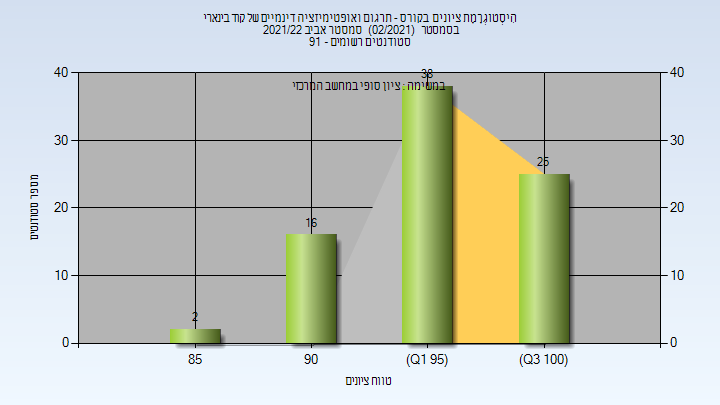 היסטוגרמת ציונים בקורס - תרגום ואופטימיזציה דינמיים של קוד בינארי
בסמסטר (02/2021) סמסטר אביב 2021/22
סטודנטים רשומים - 91
במשימה: ציון סופי במחשב המרכזי
40 40
30 30
20 20
10 10
0 0
38
25
16
2
מספר סטודנטים
85 90 (Q1 95) (Q3 100)
טווח ציונים